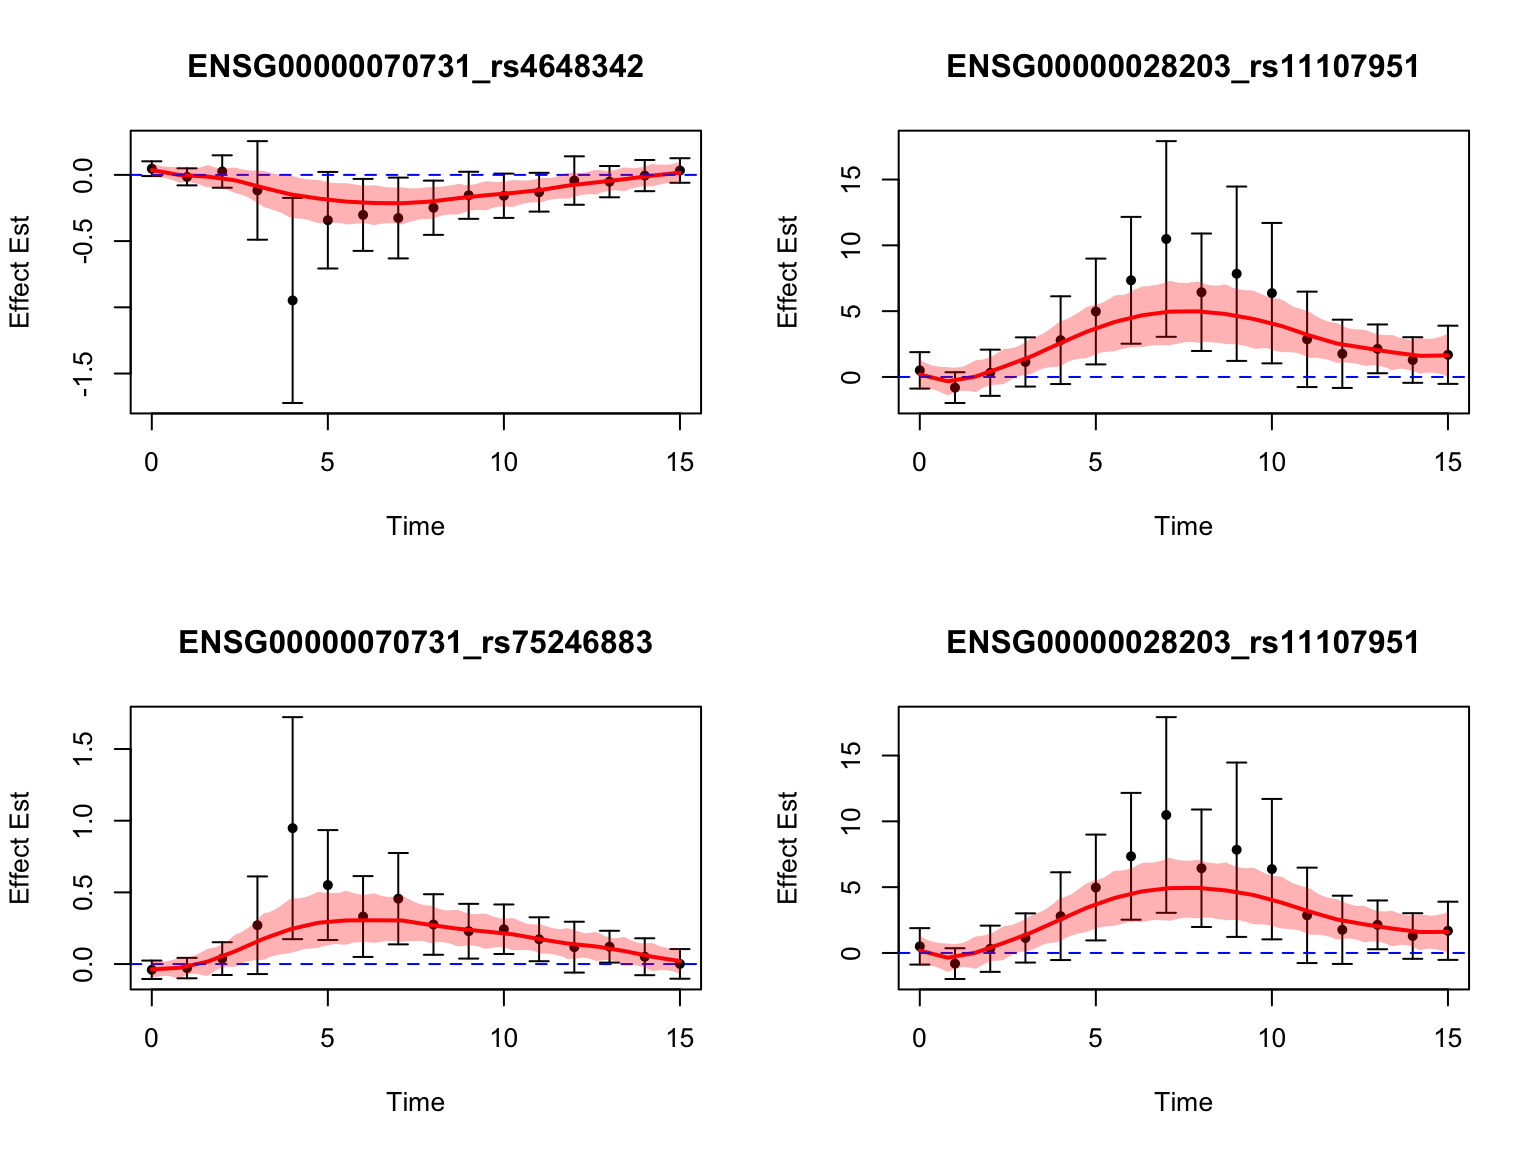 ENSG00000070731_rs4648342
Effect Est
0.0
-0.5
-1.5
0 5 10 15
Time
ENSG00000028203_rs11107951
Effect Est
15
10
5
0
0 5 10 15
Time
ENSG00000070731_rs75246883
Effect Est
1.5
1.0
0.5
0.0
0 5 10 15
Time
ENSG00000028203_rs11107951
Effect Est
15
10
5
0
0 5 10 15
Time